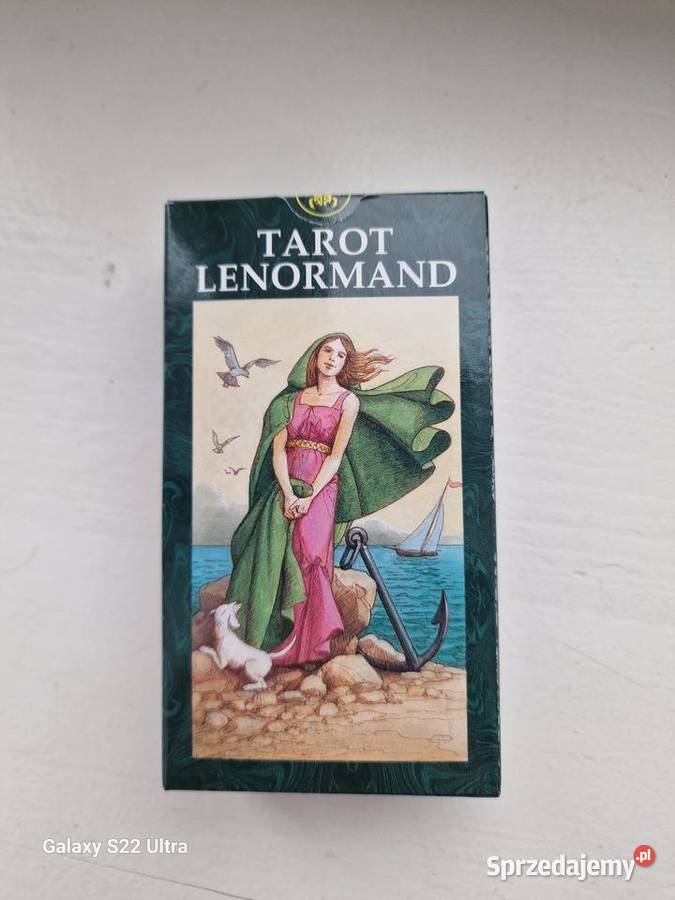 TAROT
LENORMAND
Galaxy S22 Ultra
Sprzedajemy.pl